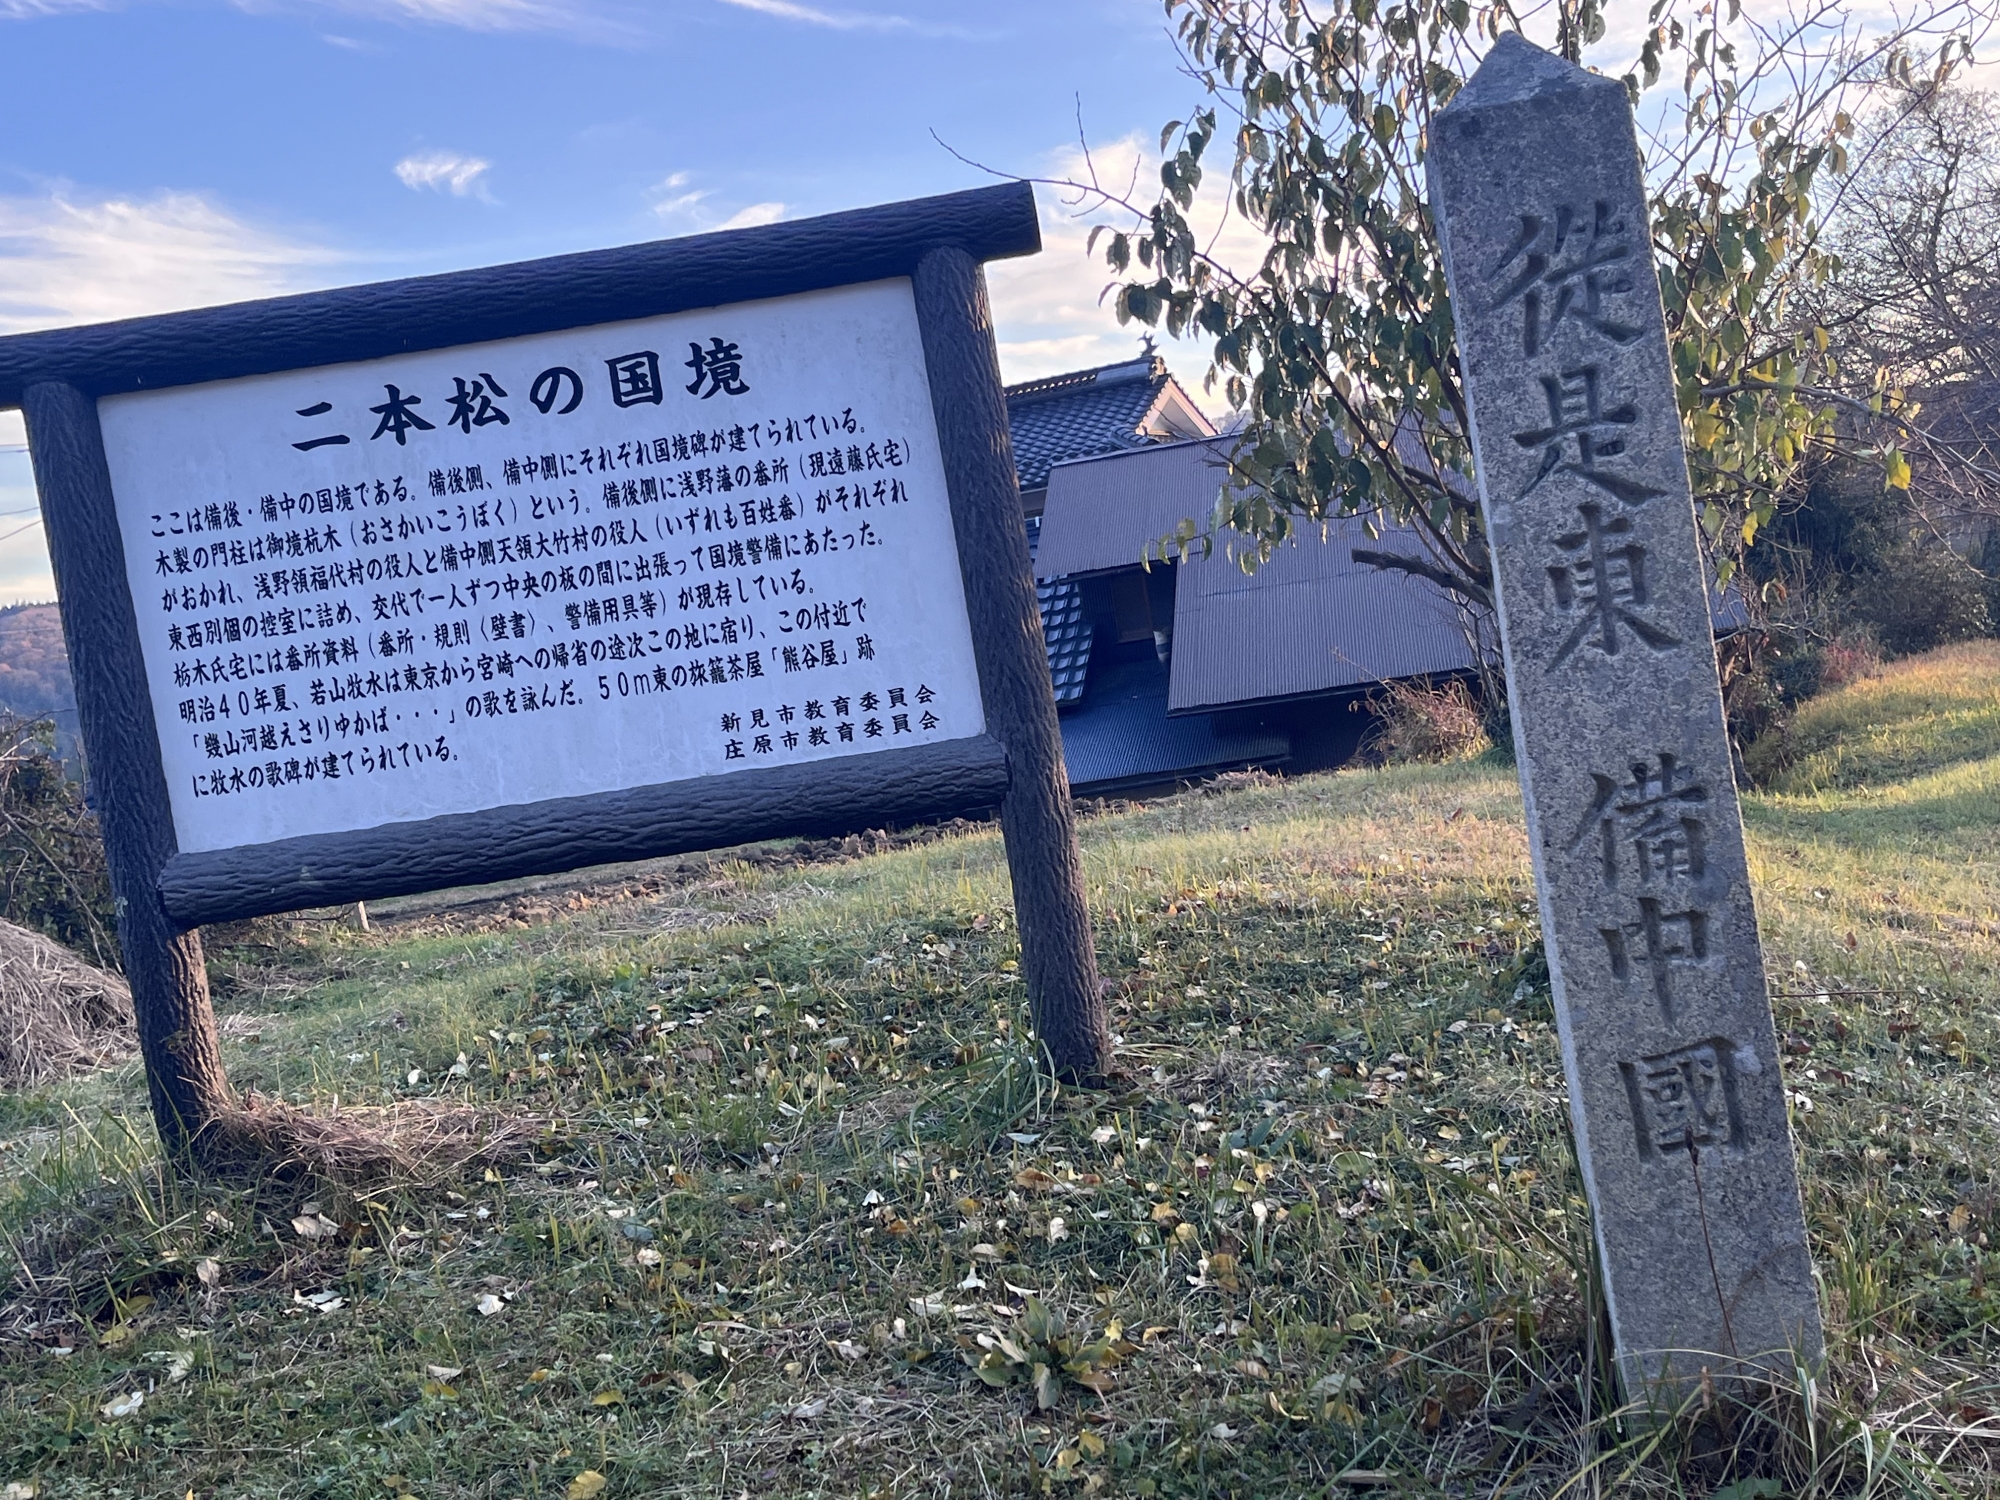 二本松の国境
ここは備後・備中の国境である。備後側、備中側にそれぞれ国境碑が建てられている。
木製の門柱は御境杭木（おさかいこうぼく）という。備後側に浅野藩の番所（現遠藤氏宅）
がおかれ、浅野領福代村の役人と備中側天領大竹村の役人（いずれも百姓番）がそれぞれ
東西別個の控室に詰め、交代で一人ずつ中央の板の間に出張って国境警備にあたった。
栃木氏宅には番所資料（番所・規則〈壁書〉、警備用具等）が現存している。
明治４０年夏、若山牧水は東京から宮崎への帰省の途次この地に宿り、この付近で
「幾山河越えさりゆかば・・・」の歌を詠んだ。５０ｍ東の旅籠茶屋「熊谷屋」跡
に牧水の歌碑が建てられている。
新見市教育委員会
庄原市教育委員会
従是東　備中國